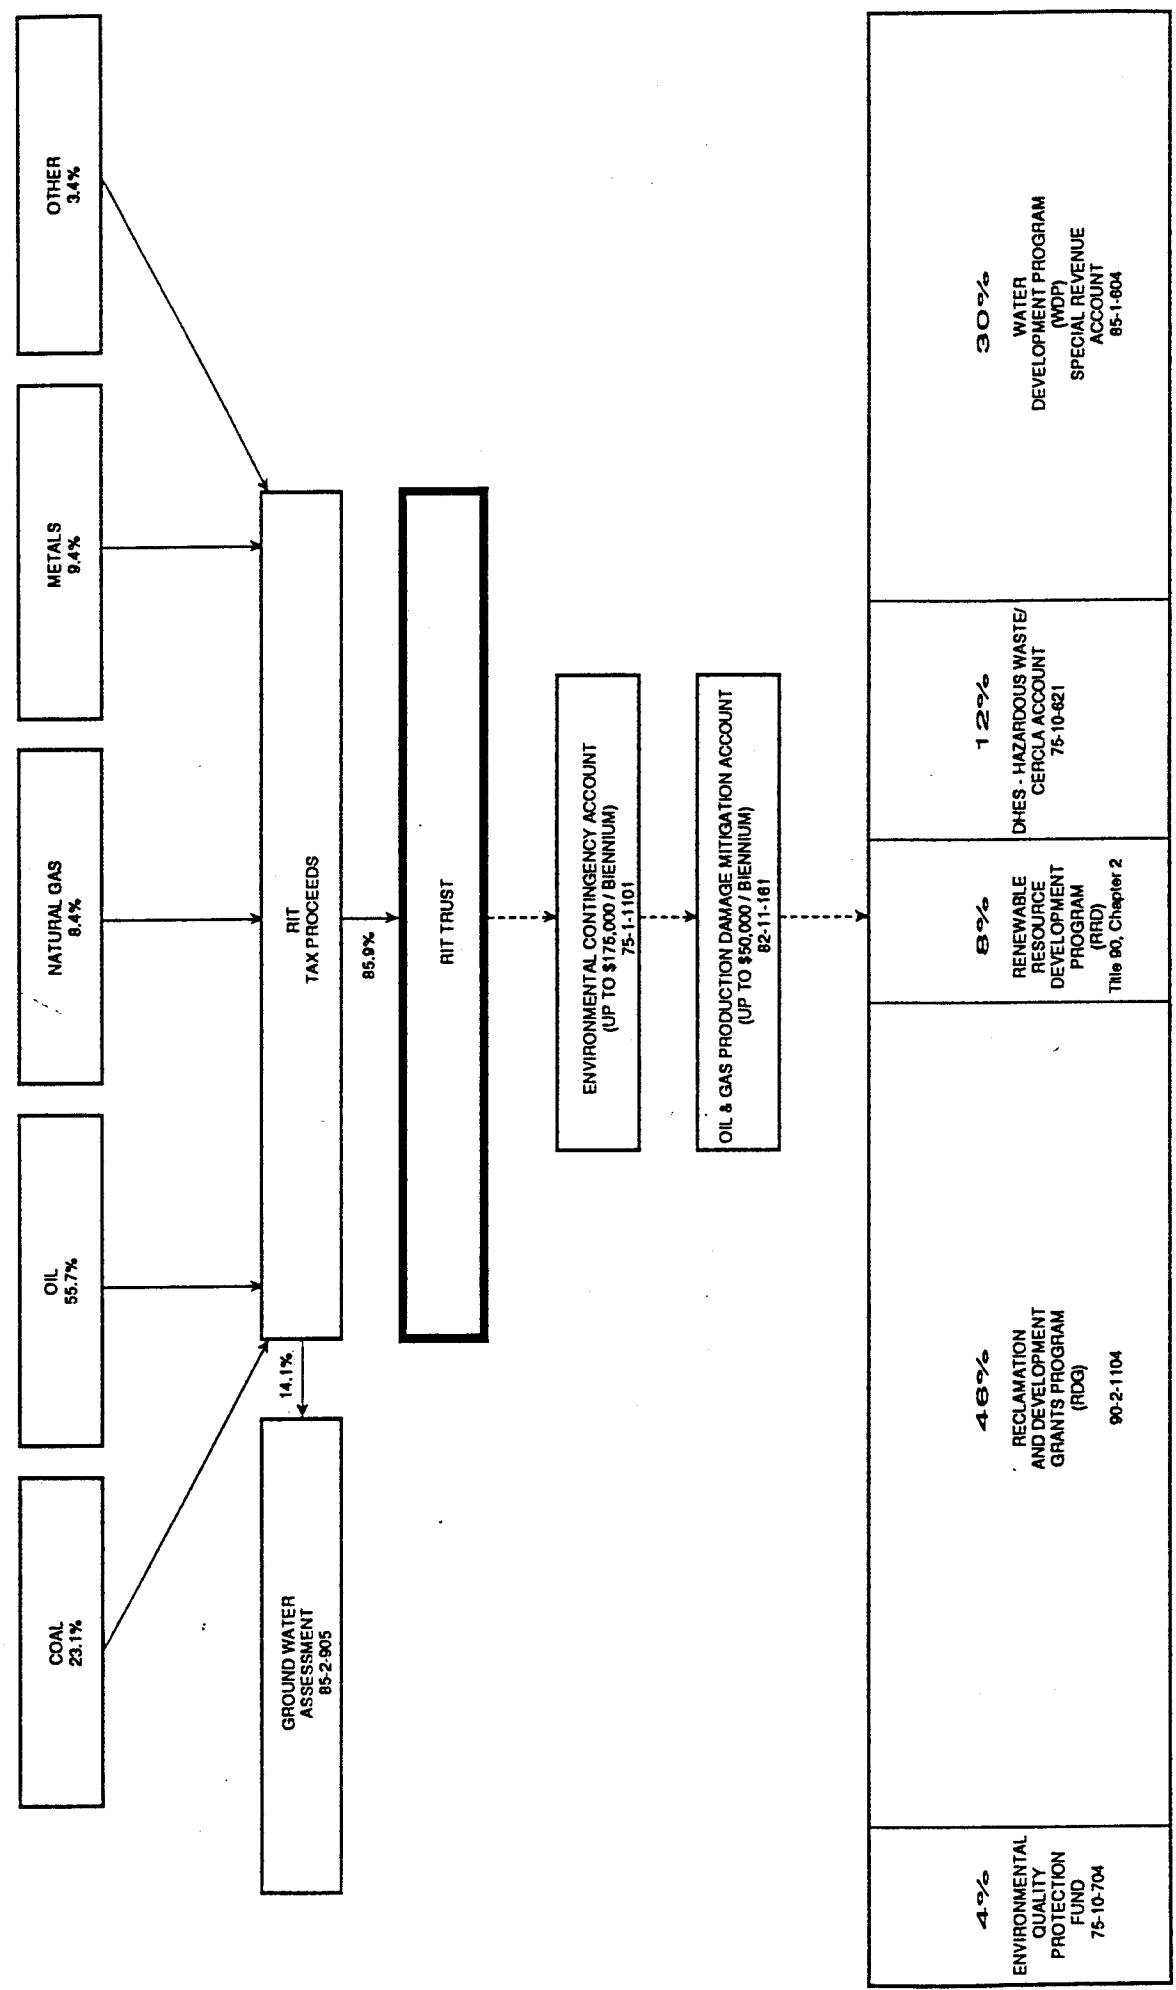 COAL
23.1%
OIL
55.7%
NATURAL GAS
8.4%
METALS
9.4%
OTHER
3.4%
GROUND WATER
ASSESSMENT
85-2-905
14.1%
RIT
TAX PROCEEDS
85.9%
RIT TRUST
ENVIRONMENTAL CONTINGENCY ACCOUNT
(UP TO $175,000 / BIENNIUM)
75-1-1101
OIL & GAS PRODUCTION DAMAGE MITIGATION ACCOUNT
(UP TO $50,000 / BIENNIUM)
82-11-161
4%
ENVIRONMENTAL
QUALITY
PROTECTION
FUND
75-10-704
46%
RECLAMATION
AND DEVELOPMENT
GRANTS PROGRAM
(RDG)
90-2-1104
8%
RENEWABLE
RESOURCE
DEVELOPMENT
PROGRAM
(RRD)
Title 90, Chapter 2
12%
DHES - HAZARDOUS WASTE/
CERCLA ACCOUNT
75-10-621
30%
WATER
DEVELOPMENT PROGRAM
(WDP)
SPECIAL REVENUE
ACCOUNT
85-1-604